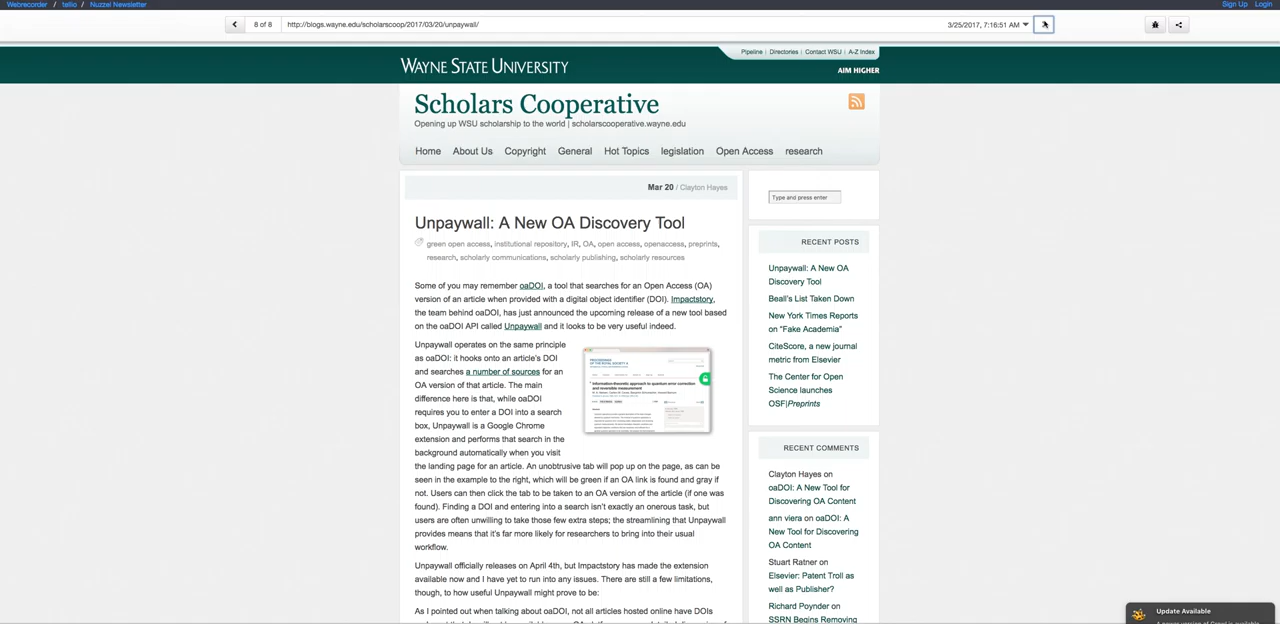 Webrecorder / tellio / Nuzzel Newsletter
Sign Up Login
8 of 8 http://blogs.wayne.edu/scholarscoop/2017/03/20/unpaywall/ 3/25/2017, 7:16:51 AM
Pipeline | Directories | Contact WSU | A-Z Index
WAYNE STATE UNIVERSITY
AIM HIGHER
Scholars Cooperative
Opening up WSU scholarship to the world | scholarscooperative.wayne.edu
Home About Us Copyright General Hot Topics legislation Open Access research
Mar 20 / Clayton Hayes
Unpaywall: A New OA Discovery Tool
green open access, institutional repository, IR, OA, open access, openaccess, preprints,
research, scholarly communications, scholarly publishing, scholarly resources
Some of you may remember oaDOI, a tool that searches for an Open Access (OA)
version of an article when provided with a digital object identifier (DOI). Impactstory,
the team behind oaDOI, has just announced the upcoming release of a new tool based
on the oaDOI API called Unpaywall and it looks to be very useful indeed.
Unpaywall operates on the same principle
as oaDOI: it hooks onto an article's DOI
and searches a number of sources for an
OA version of that article. The main
difference here is that, while oaDOI
requires you to enter a DOI into a search
box, Unpaywall is a Google Chrome
extension and performs that search in the
background automatically when you visit
the landing page for an article. An unobtrusive tab will pop up on the page, as can be
seen in the example to the right, which will be green if an OA link is found and gray if
not. Users can then click the tab to be taken to an OA version of the article (if one was
found). Finding a DOI and entering into a search isn't exactly an onerous task, but
users are often unwilling to take those few extra steps; the streamlining that Unpaywall
provides means that it's far more likely for researchers to bring into their usual
workflow.
Unpaywall officially releases on April 4th, but Impactstory has made the extension
available now and I have yet to run into any issues. There are still a few limitations,
though, to how useful Unpaywall might prove to be:
As I pointed out when talking about oaDOI, not all articles hosted online have DOIs
Type and press enter
RECENT POSTS
Unpaywall: A New OA
Discovery Tool
Beall's List Taken Down
New York Times Reports
on "Fake Academia"
CiteScore, a new journal
metric from Elsevier
The Center for Open
Science launches
OSF|Preprints
RECENT COMMENTS
Clayton Hayes on
oaDOI: A New Tool for
Discovering OA Content
ann viera on oaDOI: A
New Tool for Discovering
OA Content
Stuart Ratner on
Elsevier: Patent Troll as
well as Publisher?
Richard Poynder on
SSRN Begins Removing
Update Available